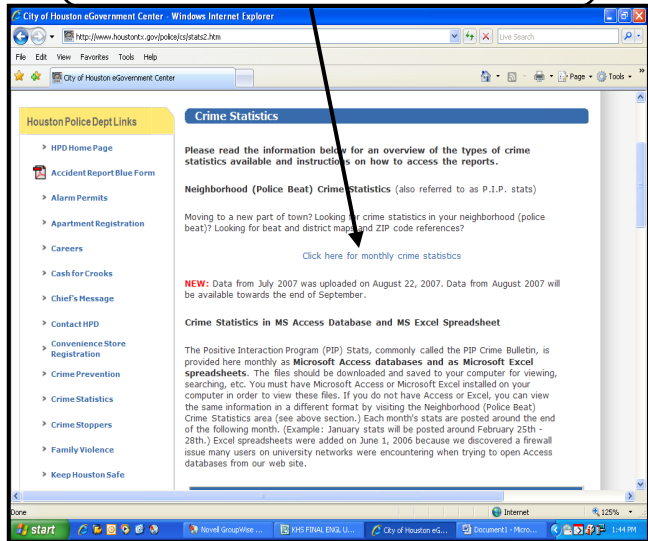 City of Houston eGovernment Center - Windows Internet Explorer
http://www.houstontx.gov/police/cs/stats2.htm
Live Search
File Edit View Favorites Tools Help
City of Houston eGovernment Center
Page Tools
Houston Police Dept Links
HPD Home Page
Accident Report Blue Form
Alarm Permits
Apartment Registration
Careers
Cash for Crooks
Chief's Message
Contact HPD
Convenience Store
Registration
Crime Prevention
Crime Statistics
Crime Stoppers
Family Violence
Keep Houston Safe
Crime Statistics
Please read the information below for an overview of the types of crime
statistics available and instructions on how to access the reports.
Neighborhood (Police Beat) Crime Statistics (also referred to as P.I.P. stats)
Moving to a new part of town? Looking for crime statistics in your neighborhood (police
beat)? Looking for beat and district maps and ZIP code references?
Click here for monthly crime statistics
NEW: Data from July 2007 was uploaded on August 22, 2007. Data from August 2007 will
be available towards the end of September.
Crime Statistics in MS Access Database and MS Excel Spreadsheet
The Positive Interaction Program (PIP) Stats, commonly called the PIP Crime Bulletin, is
provided here monthly as Microsoft Access databases and as Microsoft Excel
spreadsheets. The files should be downloaded and saved to your computer for viewing,
searching, etc. You must have Microsoft Access or Microsoft Excel installed on your
computer in order to view these files. If you do not have Access or Excel, you can view
the same information in a different format by visiting the Neighborhood (Police Beat)
Crime Statistics area (see above section.) Each month's stats are posted around the end
of the following month. (Example: January stats will be posted around February 25th -
28th.) Excel spreadsheets were added on June 1, 2006 because we discovered a firewall
issue many users on university networks were encountering when trying to open Access
databases from our web site.
Done
Internet
125%
start
Novell GroupWise ...
KHS FINAL ENGL U...
City of Houston eG...
Document1 - Micro...
1:44 PM